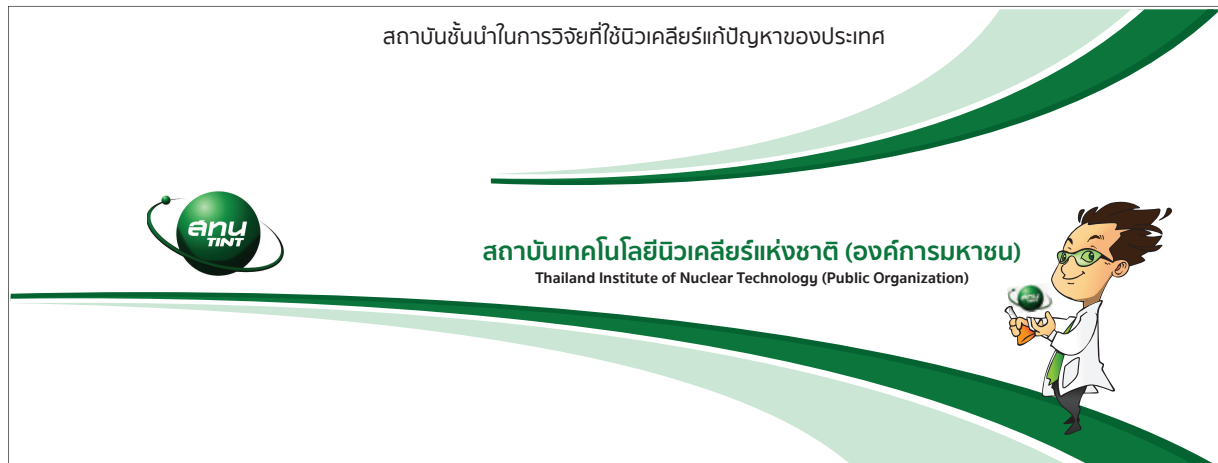 สถาบันชั้นนำในการวิจัยที่ใช้นิวเคลียร์แก้ปัญหาของประเทศ
สทน
TINT
สถาบันเทคโนโลยีนิวเคลียร์แห่งชาติ (องค์การมหาชน)
Thailand Institute of Nuclear Technology (Public Organization)
สทน